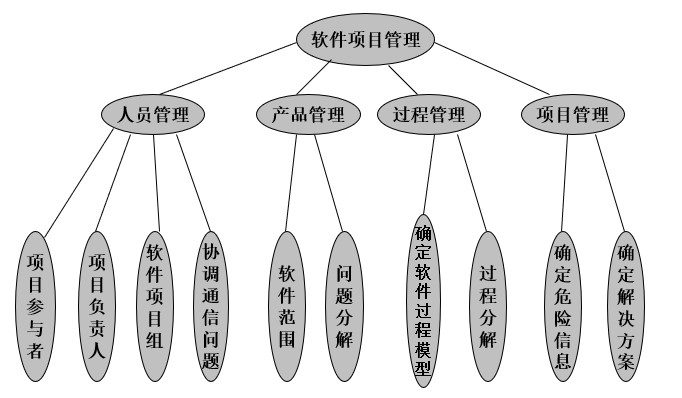 软件项目管理
人员管理
产品管理
过程管理
项目管理
项目参与者
项目负责人
软件项目组
协调通信问题
软件范围
问题分解
确定软件过程模型
过程分解
确定危险信息
确定解决方案